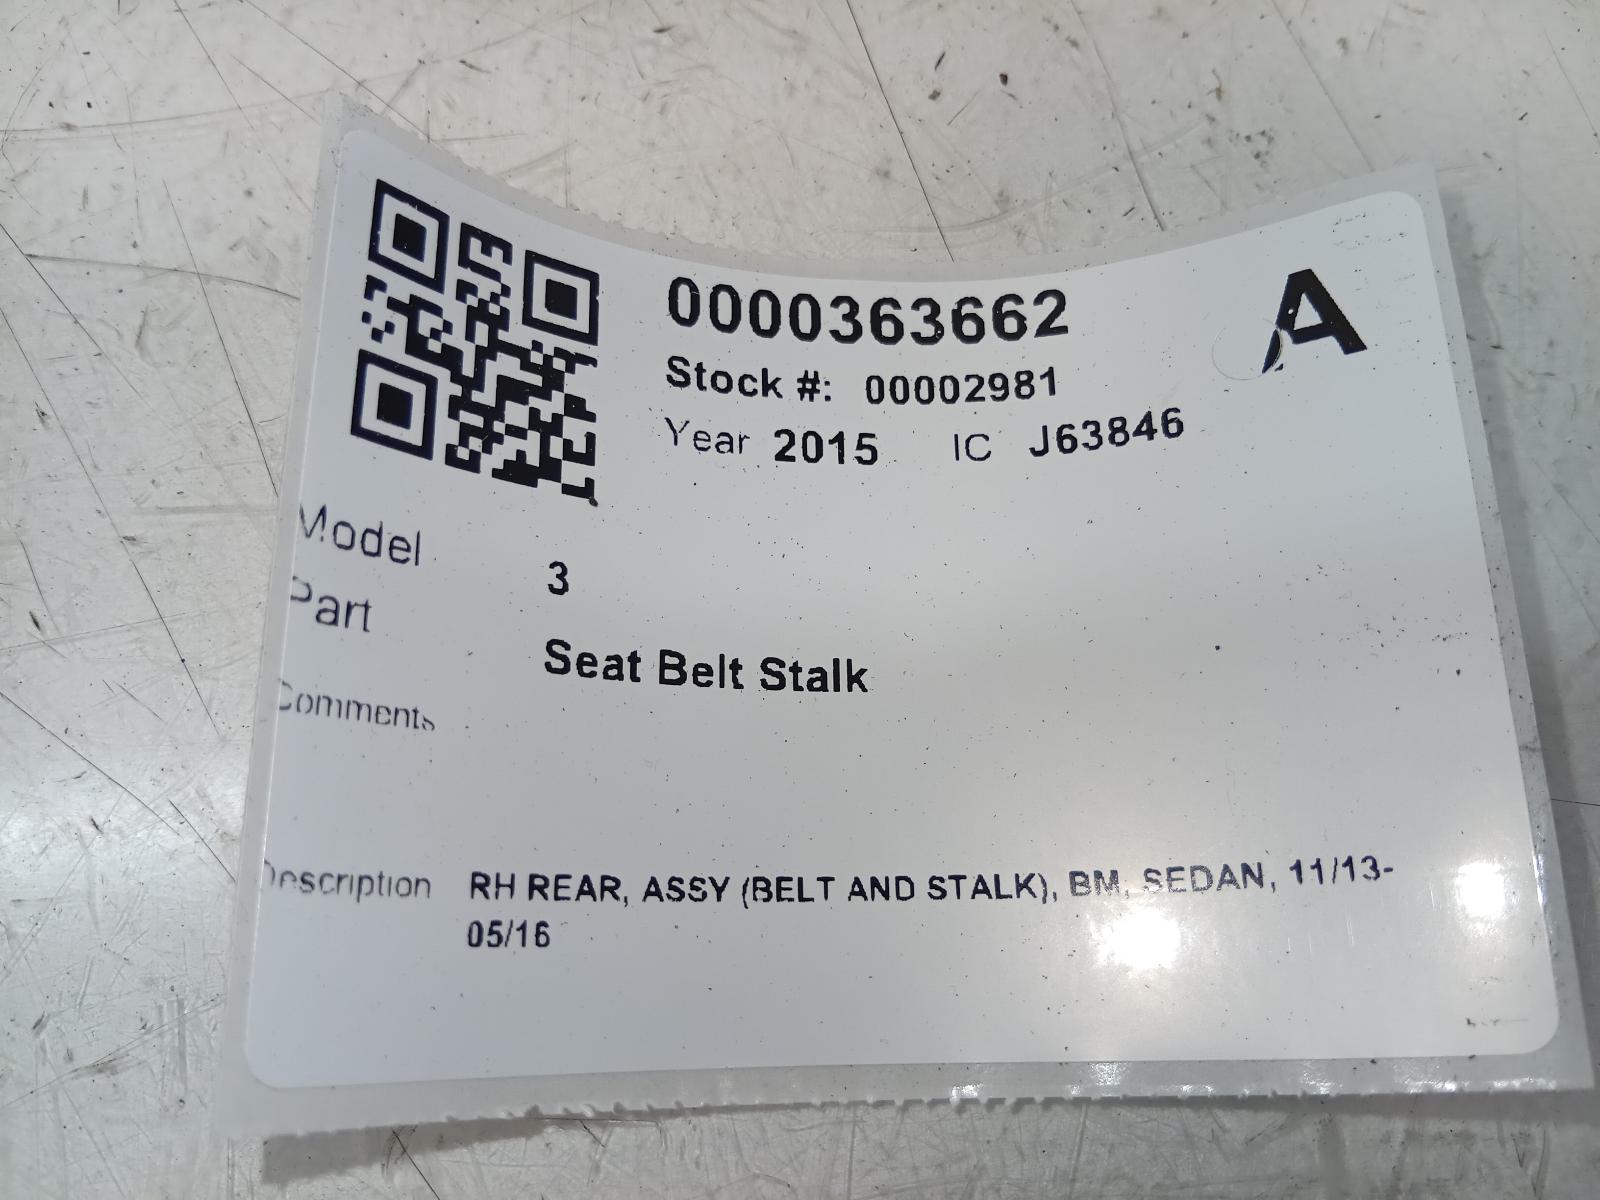 0000363662
A
Stock #: 00002981
Year 2015 IC J63846
Model 3
Part Seat Belt Stalk
Comments
Description RH REAR, ASSY (BELT AND STALK), BM, SEDAN, 11/13-
05/16